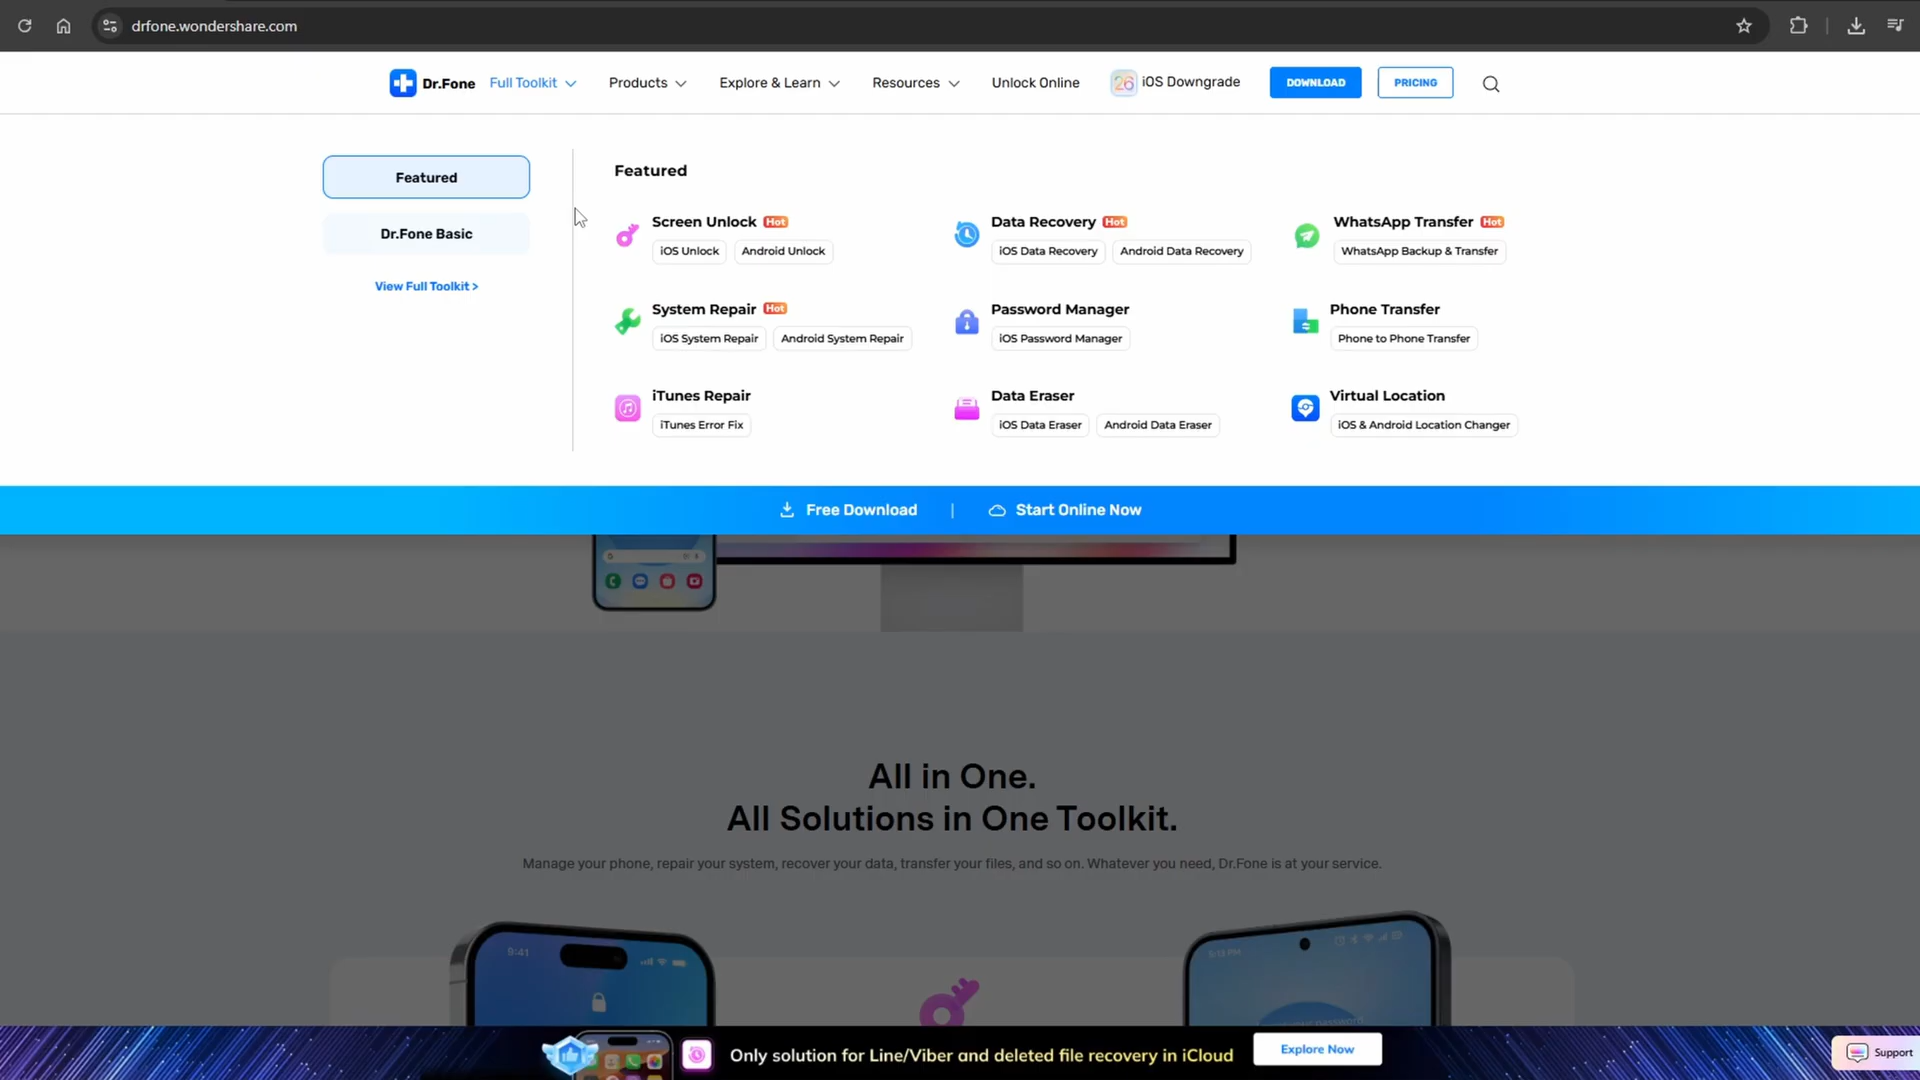 drfone.wondershare.com
Dr.Fone Full Toolkit Products Explore & Learn Resources Unlock Online 26 iOS Downgrade DOWNLOAD PRICING
Featured
Dr.Fone Basic
View Full Toolkit >
Featured
Screen Unlock Hot
iOS Unlock Android Unlock
Data Recovery Hot
iOS Data Recovery Android Data Recovery
WhatsApp Transfer Hot
WhatsApp Backup & Transfer
System Repair Hot
iOS System Repair Android System Repair
Password Manager
iOS Password Manager
Phone Transfer
Phone to Phone Transfer
iTunes Repair
iTunes Error Fix
Data Eraser
iOS Data Eraser Android Data Eraser
Virtual Location
iOS & Android Location Changer
Free Download | Start Online Now
All in One.
All Solutions in One Toolkit.
Manage your phone, repair your system, recover your data, transfer your files, and so on. Whatever you need, Dr.Fone is at your service.
9:41
5:13 PM
Only solution for Line/Viber and deleted file recovery in iCloud Explore Now
Support